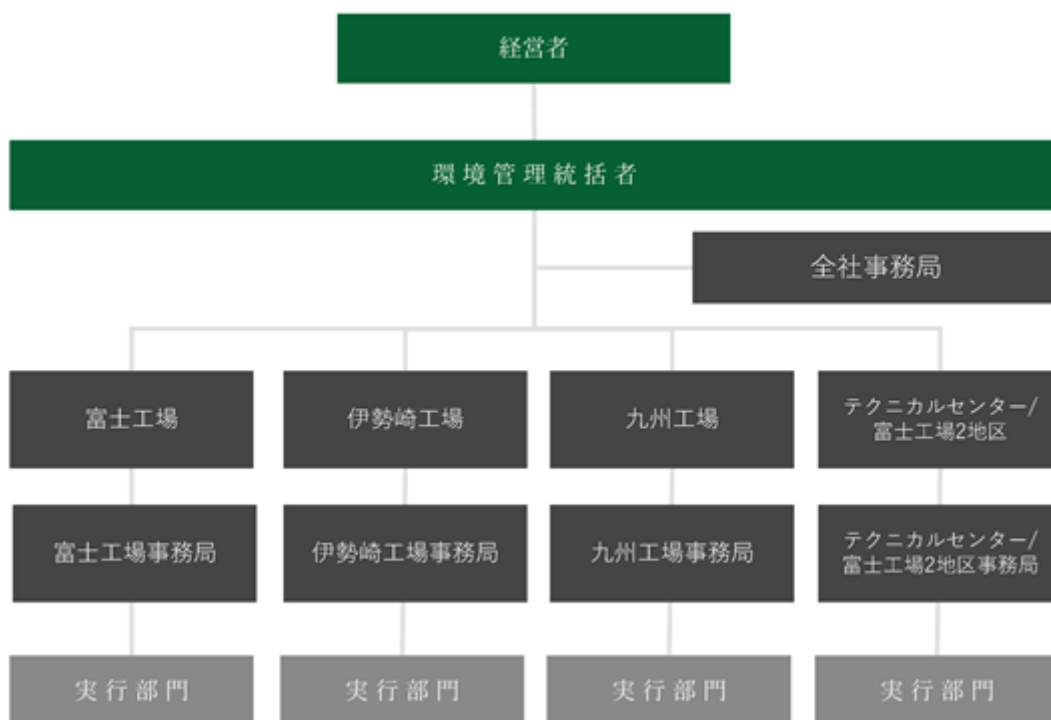 経営者
環境管理統括者
全社事務局
富士工場
伊勢崎工場
九州工場
テクニカルセンター/
富士工場2地区
富士工場事務局
伊勢崎工場事務局
九州工場事務局
テクニカルセンター/
富士工場2地区事務局
実行部門
実行部門
実行部門
実行部門